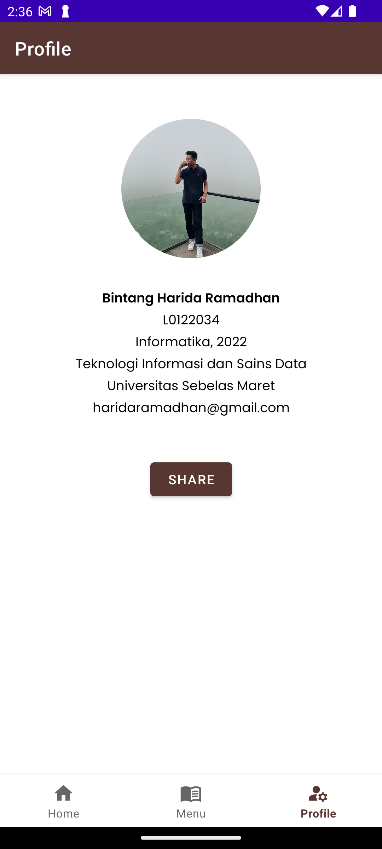 2:36
Profile
Bintang Harida Ramadhan
L0122034
Informatika, 2022
Teknologi Informasi dan Sains Data
Universitas Sebelas Maret
haridaramadhan@gmail.com
SHARE
Home
Menu
Profile